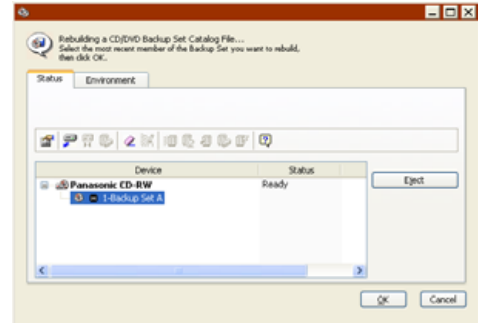 Rebuilding a CD/DVD Backup Set Catalog File...
Select the most recent member of the Backup Set you want to rebuild,
then click OK.
Status Environment
Device Status
Panasonic CD-RW Ready
1-Backup Set A
Eject
OK Cancel